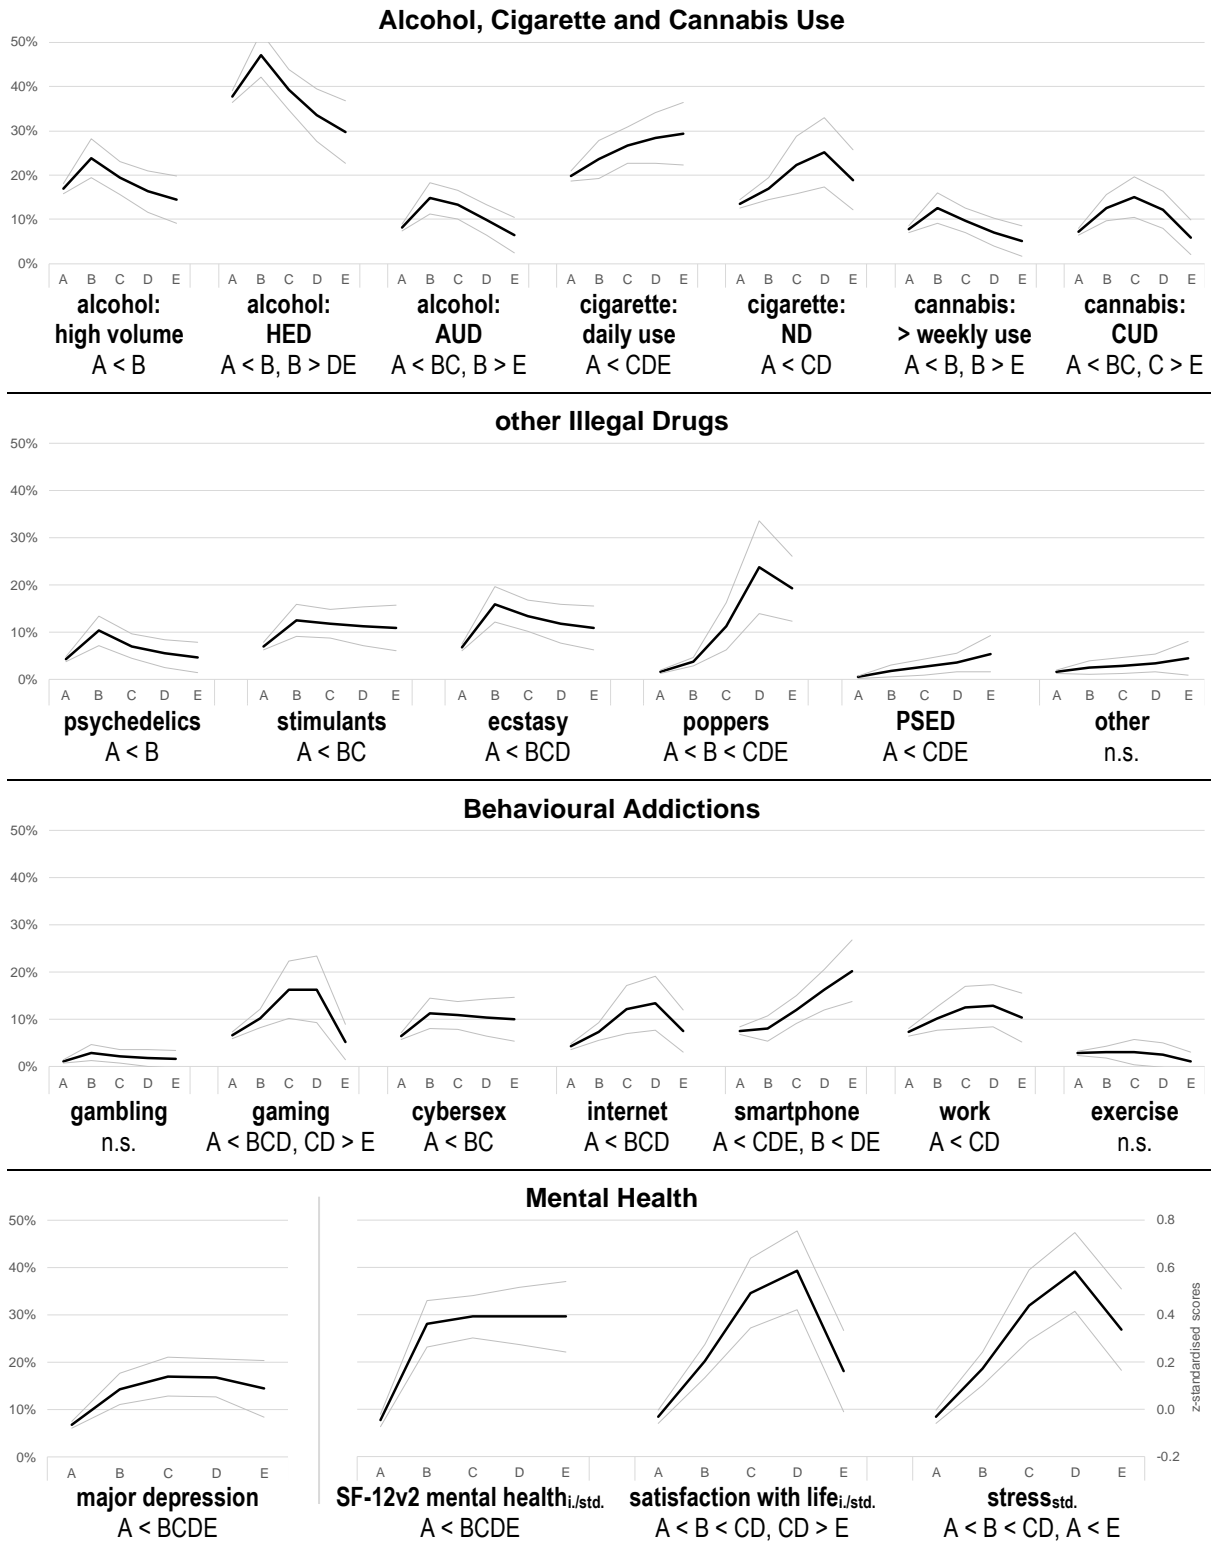 Alcohol, Cigarette and Cannabis Use
50%
40%
30%
20%
10%
0%
A B C D E A B C D E A B C D E A B C D E A B C D E A B C D E A B C D E
alcohol: alcohol: alcohol: cigarette: cigarette: cannabis: cannabis:
high volume HED AUD daily use ND > weekly use CUD
A < B A < B, B > DE A < BC, B > E A < CDE A < CD A < B, B > E A < BC, C > E
other Illegal Drugs
50%
40%
30%
20%
10%
0%
A B C D E A B C D E A B C D E A B C D E A B C D E A B C D E
psychedelics stimulants ecstasy poppers PSED other
A < B A < BC A < BCD A < B < CDE A < CDE n.s.
Behavioural Addictions
50%
40%
30%
20%
10%
0%
A B C D E A B C D E A B C D E A B C D E A B C D E A B C D E A B C D E
gambling gaming cybersex internet smartphone work exercise
n.s. A < BCD, CD > E A < BC A < BCD A < CDE, B < DE A < CD n.s.
Mental Health
50% 0.8
40% 0.6
30% 0.4
20% 0.2
10% 0.0
0% -0.2
z-standardised scores
A B C D E A B C D E A B C D E A B C D E
major depression SF-12v2 mental health i./std. satisfaction with life i./std. stress std.
A < BCDE A < BCDE A < B < CD, CD > E A < B < CD, A < E